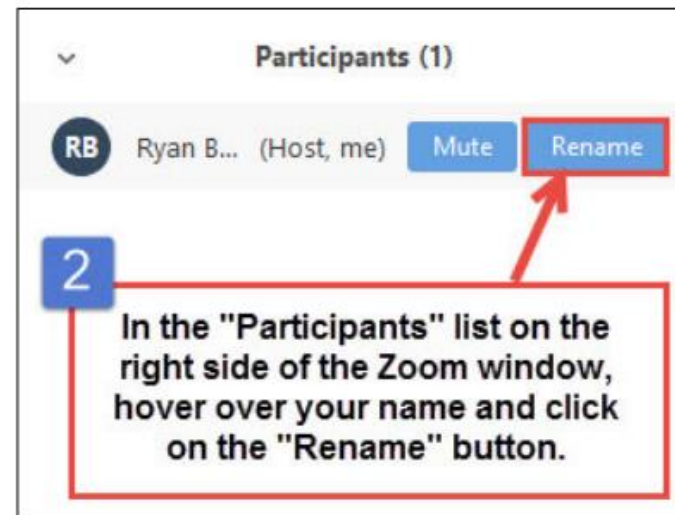 Participants (1)
RB Ryan B... (Host, me) Mute Rename
2
In the "Participants" list on the
right side of the Zoom window,
hover over your name and click
on the "Rename" button.